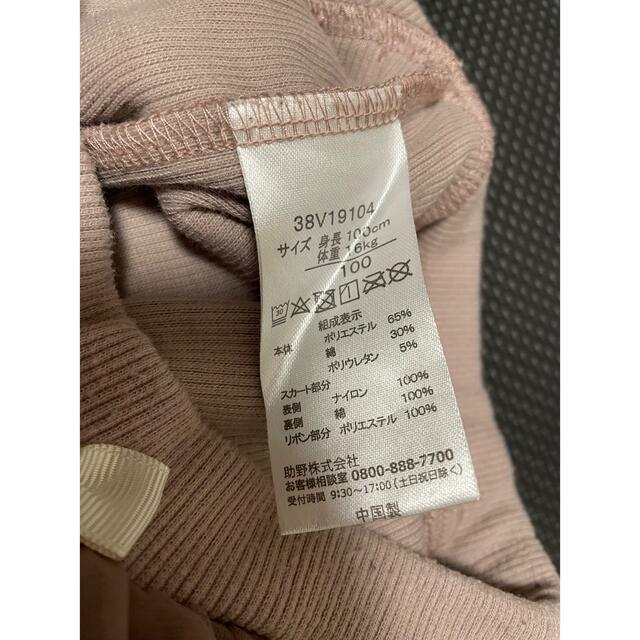 38V19104
サイズ 身長 100cm
体重 16kg
100
30
組成表示
本体 ポリエステル 65%
綿 30%
ポリウレタン 5%
スカート部分
表側 ナイロン 100%
裏側 綿 100%
リボン部分 ポリエステル 100%
助野株式会社
お客様相談室 0800-888-7700
受付時間 9:30~17:00(土日祝日除く)
中国製